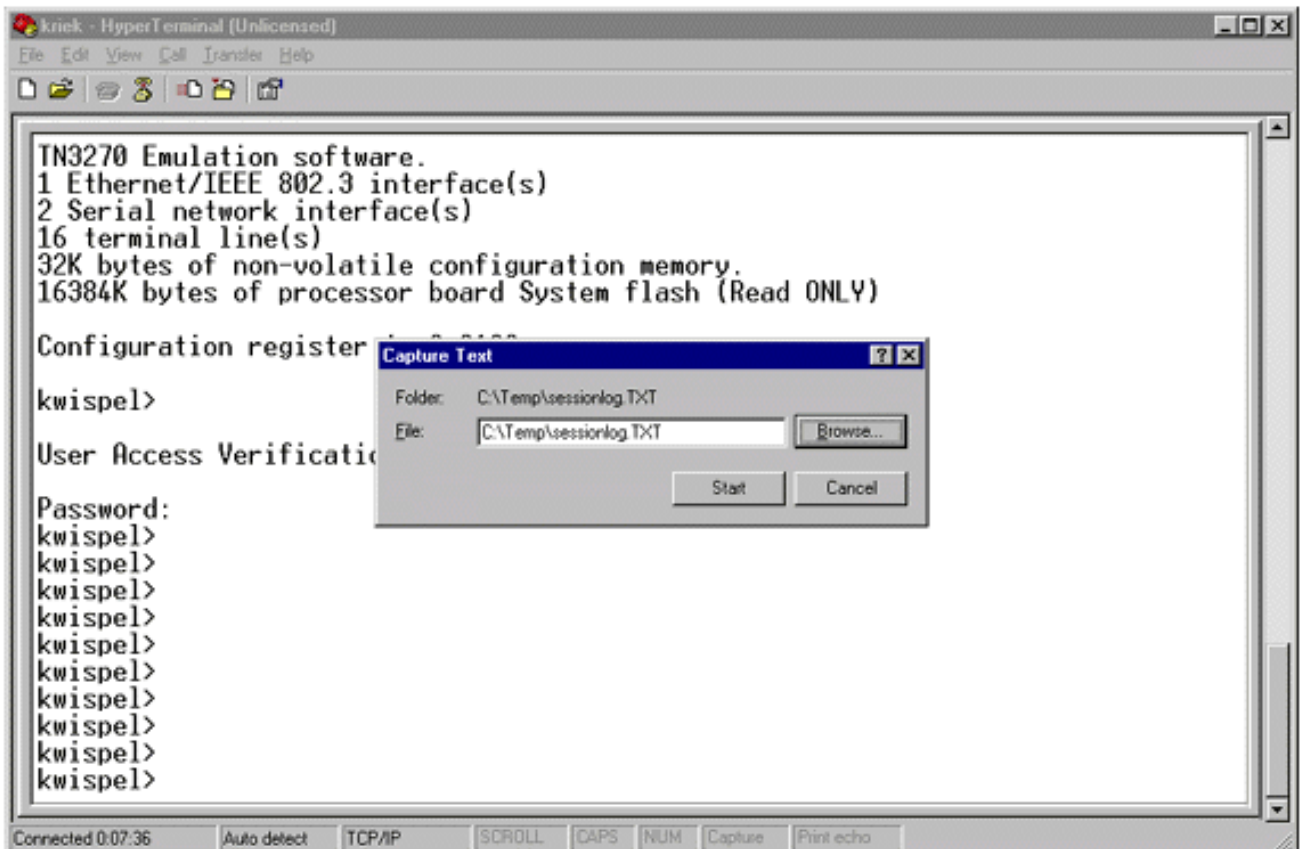 kriek - HyperTerminal (Unlicensed)
File Edit View Call Transfer Help
TN3270 Emulation software.
1 Ethernet/IEEE 802.3 interface(s)
2 Serial network interface(s)
16 terminal line(s)
32K bytes of non-volatile configuration memory.
16384K bytes of processor board System flash (Read ONLY)
Configuration register
kwispel>
User Access Verificatio
Password:
kwispel>
kwispel>
kwispel>
kwispel>
kwispel>
kwispel>
kwispel>
kwispel>
kwispel>
kwispel>
Capture Text
Folder: C:\Temp\sessionlog.TXT
File: C:\Temp\sessionlog.TXT Browse...
Start Cancel
Connected 0:07:36 Auto detect TCP/IP SCROLL CAPS NUM Capture Print echo